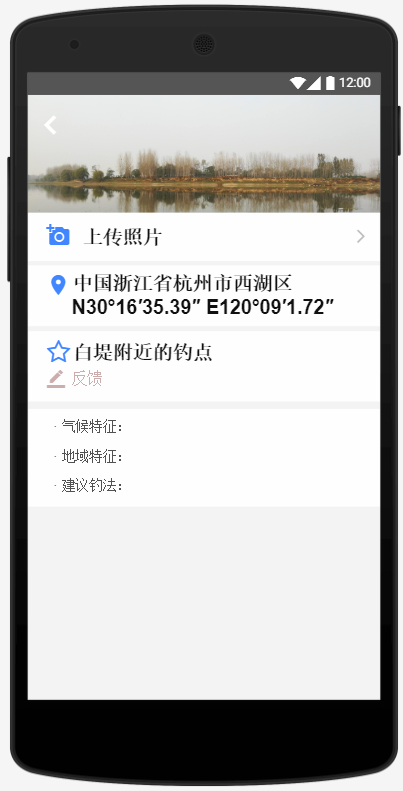 12:00
上传照片
中国浙江省杭州市西湖区
N30°16′35.39″ E120°09′1.72″
白堤附近的钓点
反馈
· 气候特征：
· 地域特征：
· 建议钓法：